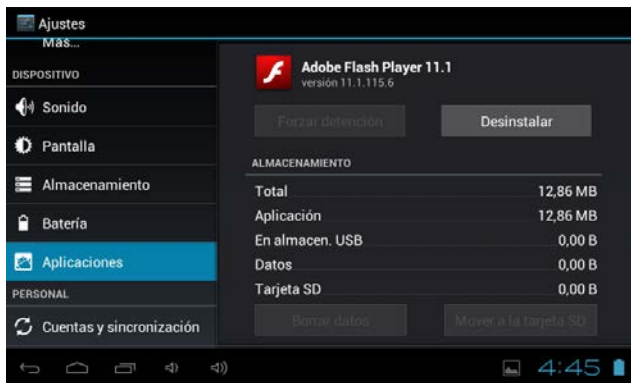 Ajustes
Más...
DISPOSITIVO
Sonido
Pantalla
Almacenamiento
Batería
Aplicaciones
PERSONAL
Cuentas y sincronización
Adobe Flash Player 11.1
versión 11.1.115.6
Forzar detención
Desinstalar
ALMACENAMIENTO
Total 12,86 MB
Aplicación 12,86 MB
En almacen. USB 0,00 B
Datos 0,00 B
Tarjeta SD 0,00 B
Borrar datos
Mover a la tarjeta SD
4:45